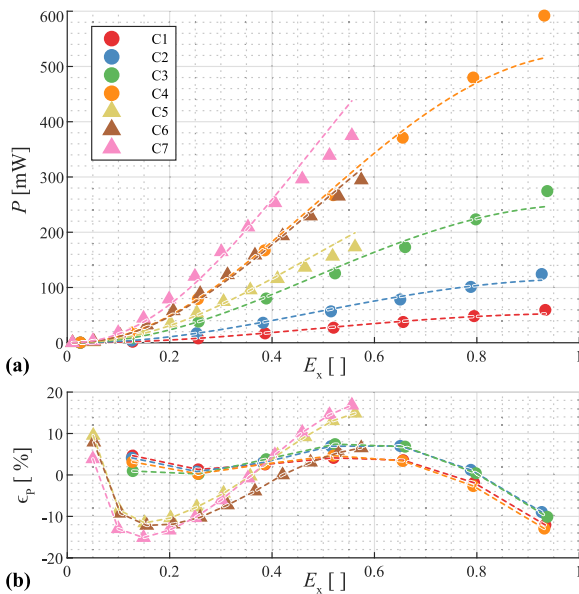 600
500
400
300
200
100
0
P [mW]
C1
C2
C3
C4
C5
C6
C7
0 0.2 0.4 0.6 0.8 1
(a)
Eₓ [ ]
20
10
0
-10
-20
ϵₚ [ %]
0 0.2 0.4 0.6 0.8 1
(b)
Eₓ [ ]